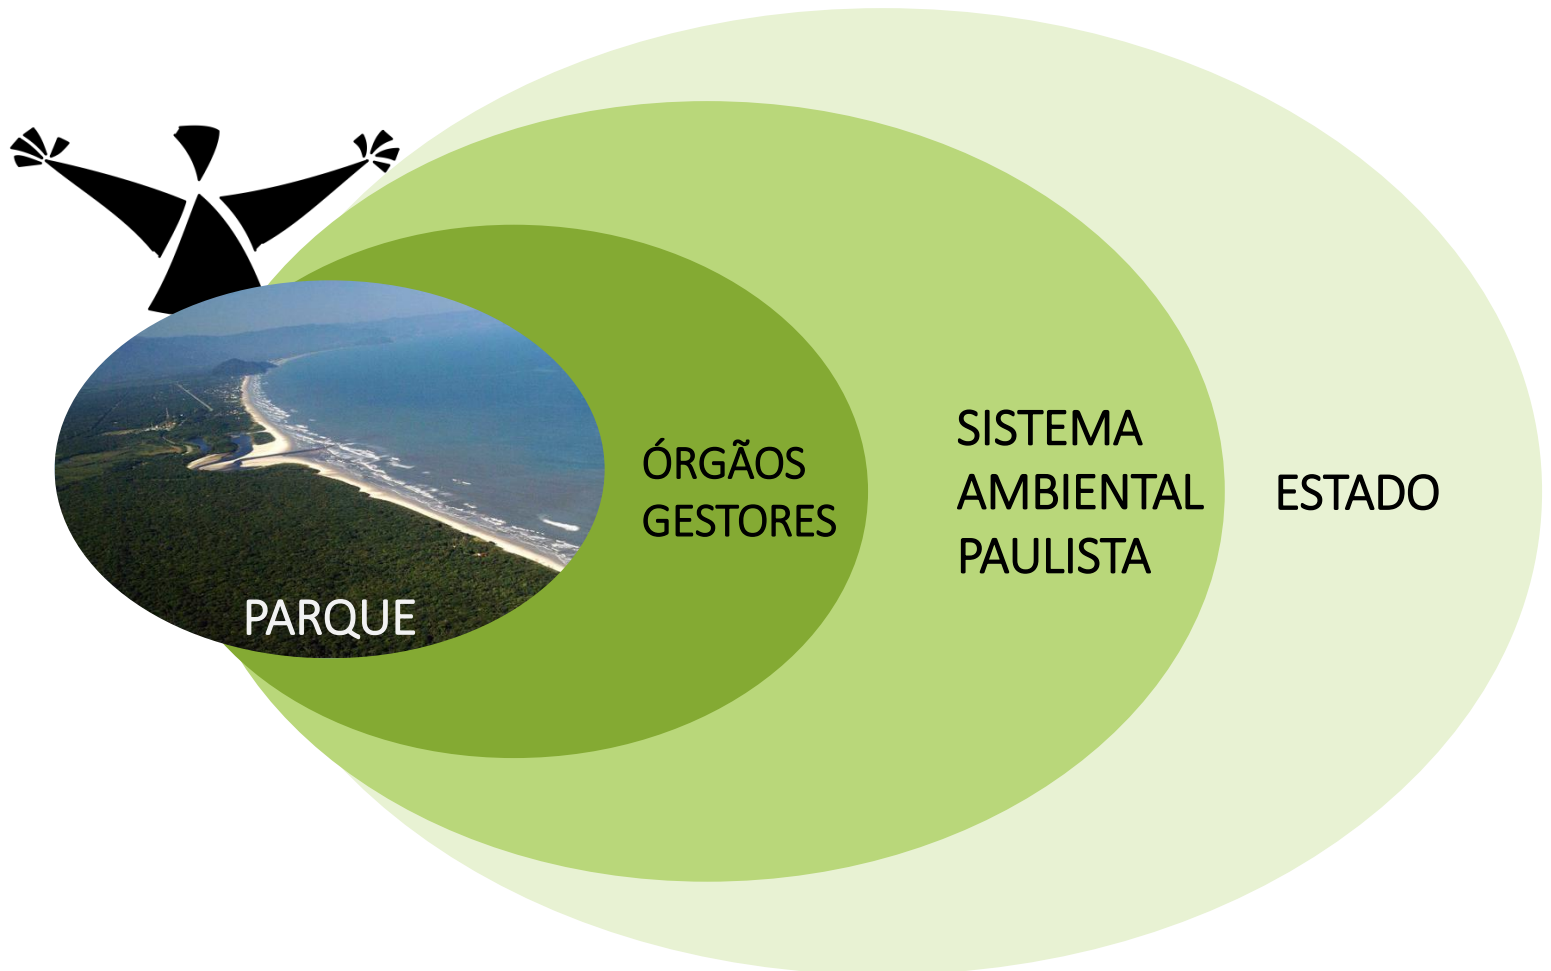 PARQUE
ÓRGÃOS
GESTORES
SISTEMA
AMBIENTAL
PAULISTA
ESTADO